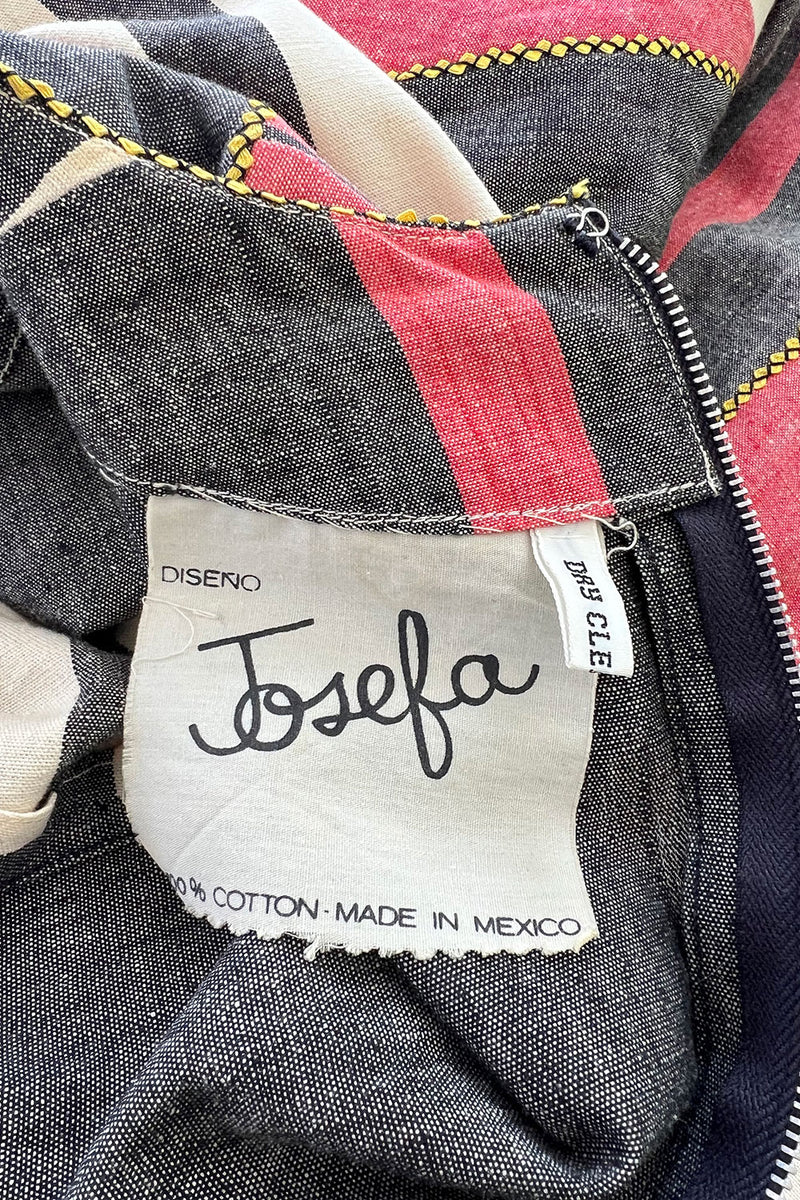 DISEÑO
Josefa
00% COTTON - MADE IN MEXICO
DRY CLE